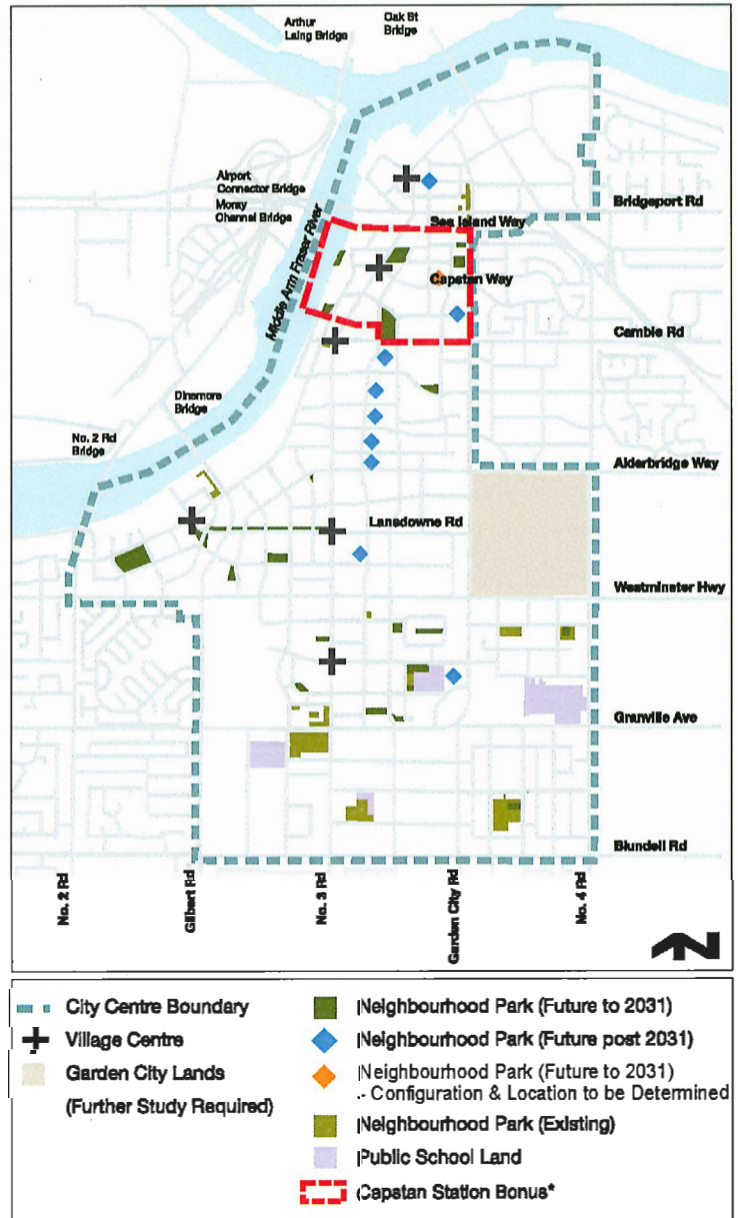 Arthur
Laing Bridge
Oak St
Bridge
Airport
Connector Bridge
Moray
Channel Bridge
Bridgeport Rd
Sea Island Way
Middle Arm Fraser River
Capstan Way
Cambie Rd
Dinsmore
Bridge
No. 2 Rd
Bridge
Alderbridge Way
Lansdowne Rd
Westminster Hwy
Granville Ave
Blundell Rd
No. 2 Rd
Gilbert Rd
No. 3 Rd
Garden City Rd
No. 4 Rd
N
City Centre Boundary
Village Centre
Garden City Lands
(Further Study Required)
Neighbourhood Park (Future to 2031)
Neighbourhood Park (Future post 2031)
Neighbourhood Park (Future to 2031)
- Configuration & Location to be Determined
Neighbourhood Park (Existing)
Public School Land
Capstan Station Bonus*